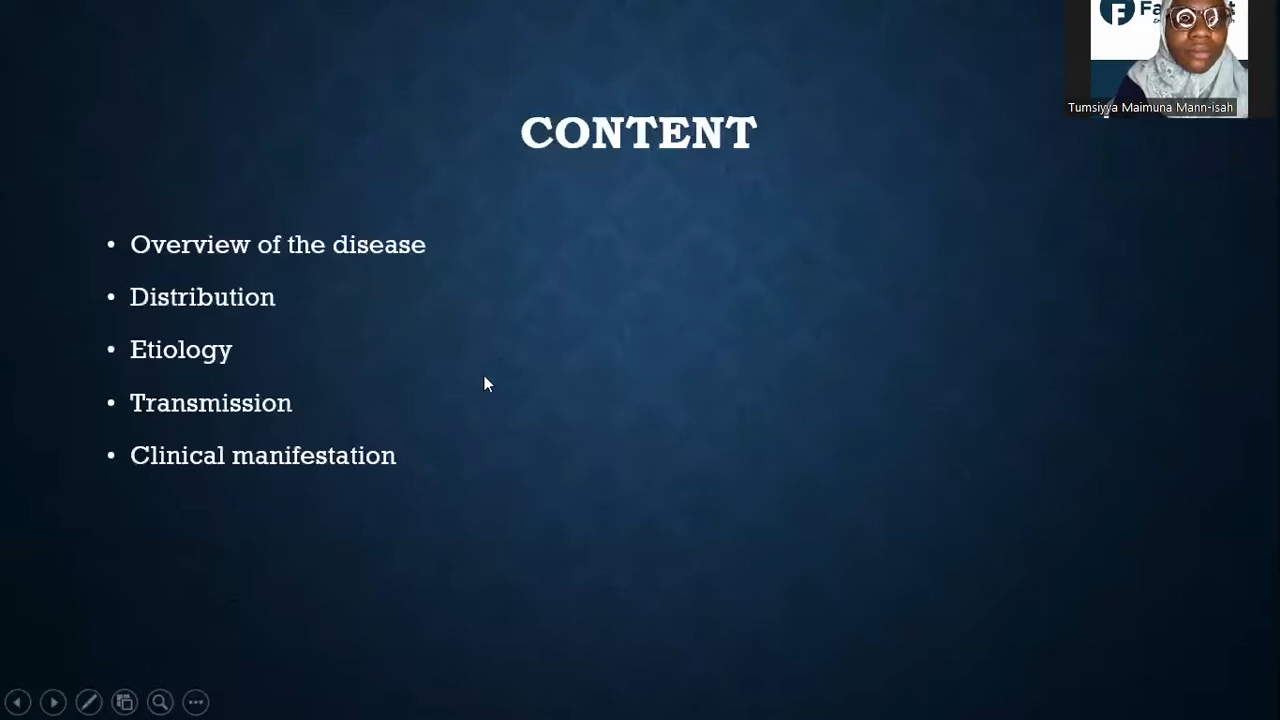 CONTENT
• Overview of the disease
• Distribution
• Etiology
• Transmission
• Clinical manifestation
Tumsiyya Maimuna Mann-isah